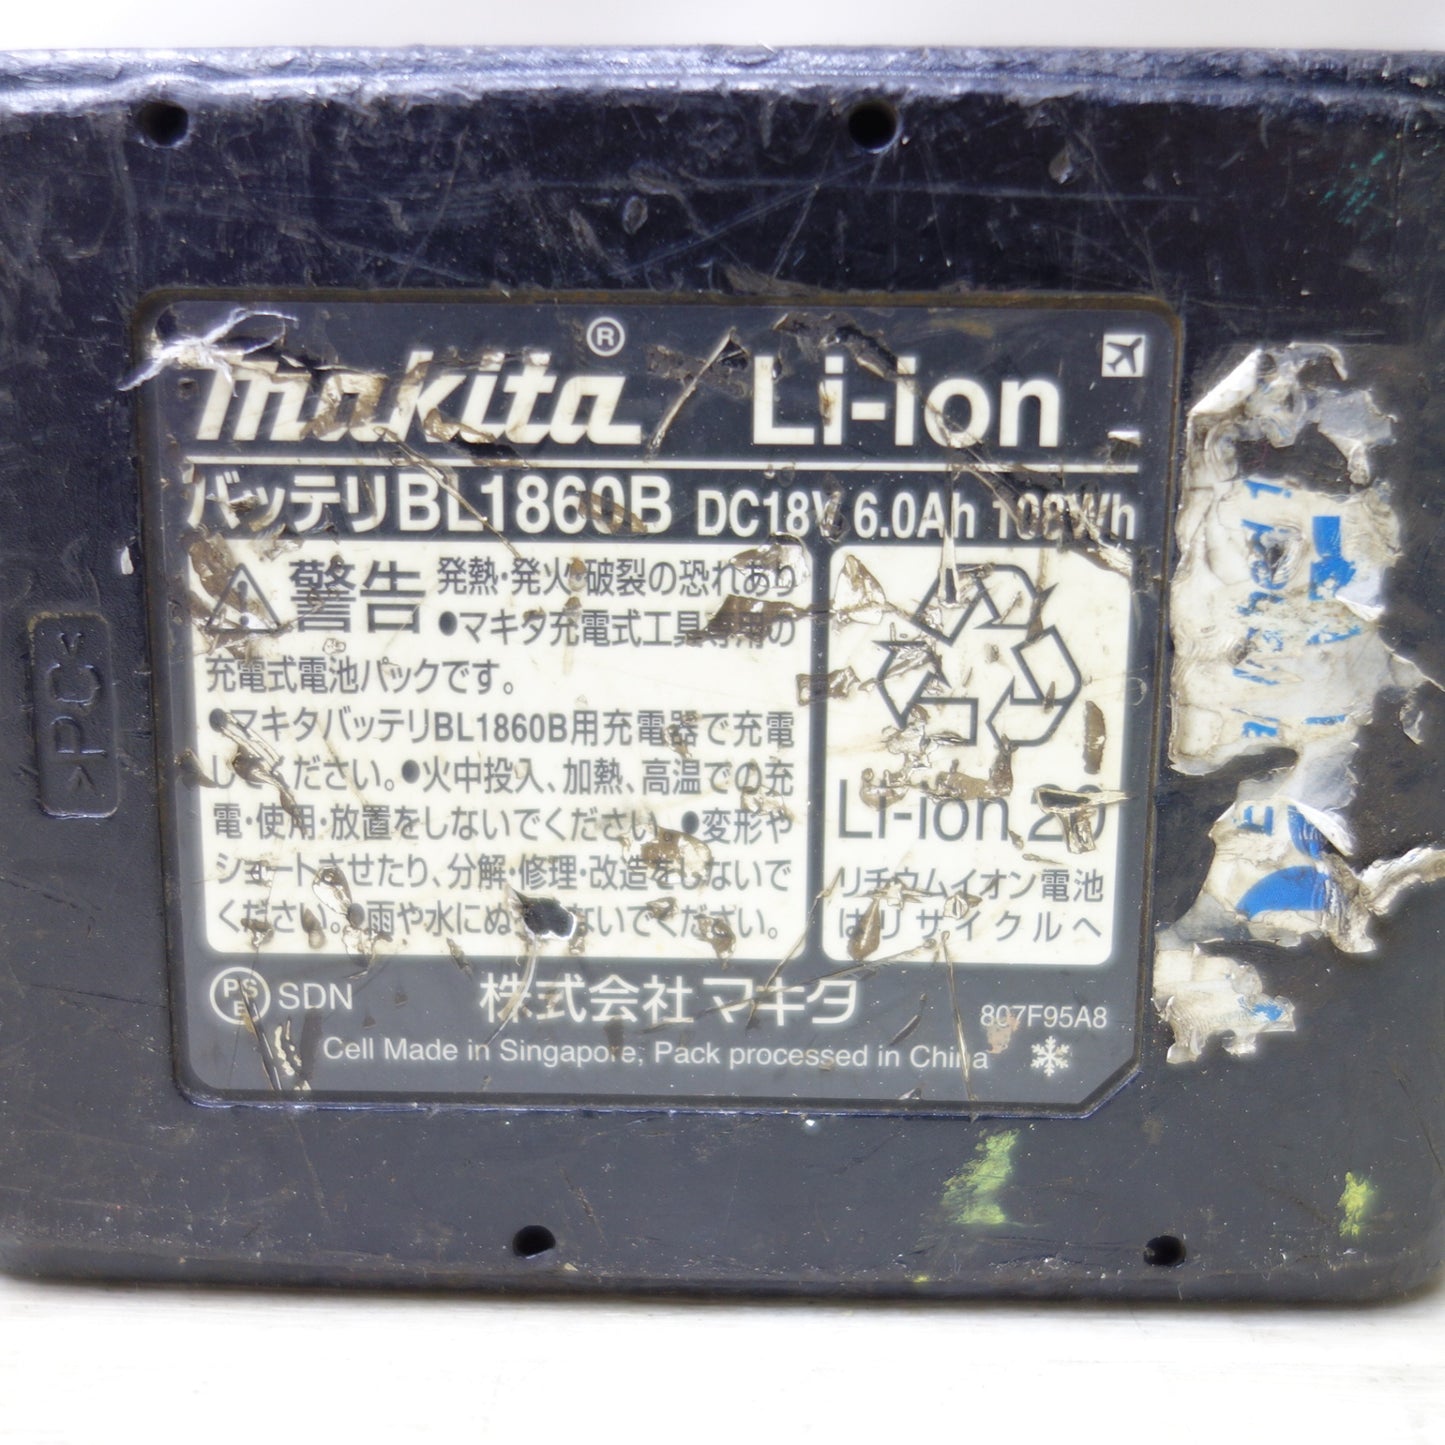 makita® Li-ion
バッテリBL1860B DC18V 6.0Ah 108Wh
警告 発熱・発火・破裂の恐れあり
●マキタ充電式工具専用の
充電式電池パックです。
●マキタバッテリBL1860B用充電器で充電
してください。●火中投入、加熱、高温での充
電・使用・放置をしないでください。●変形や
ショートさせたり、分解・修理・改造をしないで
ください。●雨や水にぬらさないでください。
Li-ion 20
リチウムイオン電池
はリサイクルへ
PS E SDN 株式会社マキタ 807F95A8
Cell Made in Singapore, Pack processed in China
>PC<